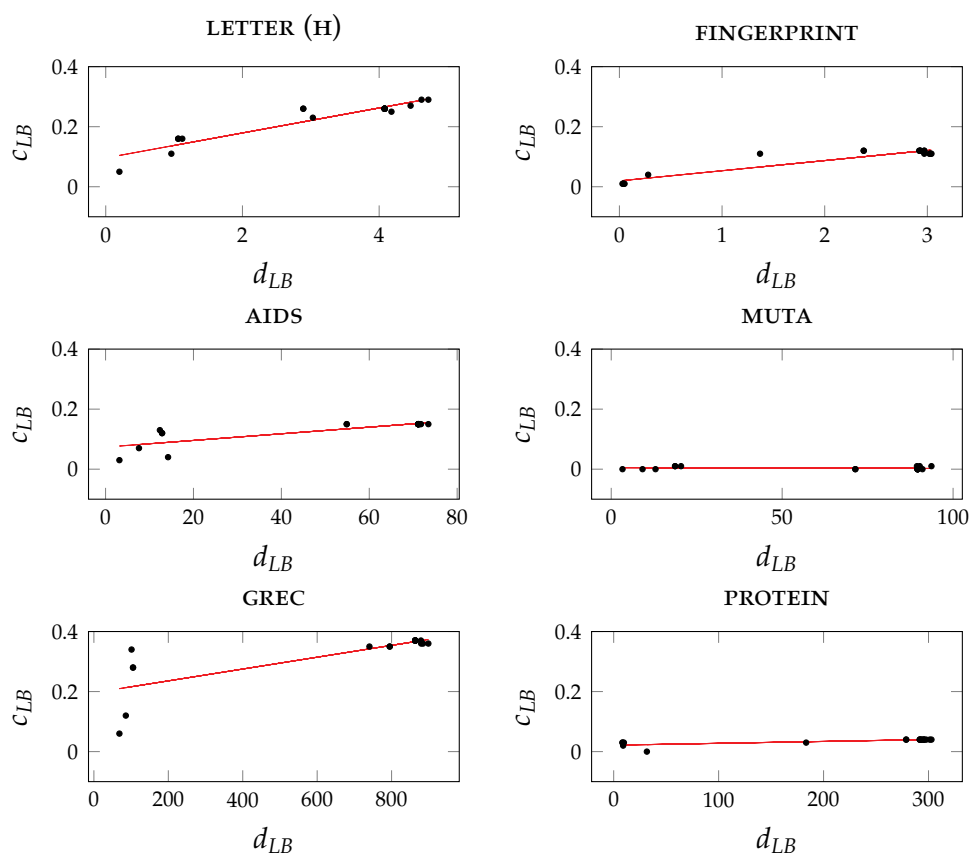 LETTER (H)
0.4
0.2
0
c_LB
0 2 4
d_LB
FINGERPRINT
0.4
0.2
0
c_LB
0 1 2 3
d_LB
AIDS
0.4
0.2
0
c_LB
0 20 40 60 80
d_LB
MUTA
0.4
0.2
0
c_LB
0 50 100
d_LB
GREC
0.4
0.2
0
c_LB
0 200 400 600 800
d_LB
PROTEIN
0.4
0.2
0
c_LB
0 100 200 300
d_LB